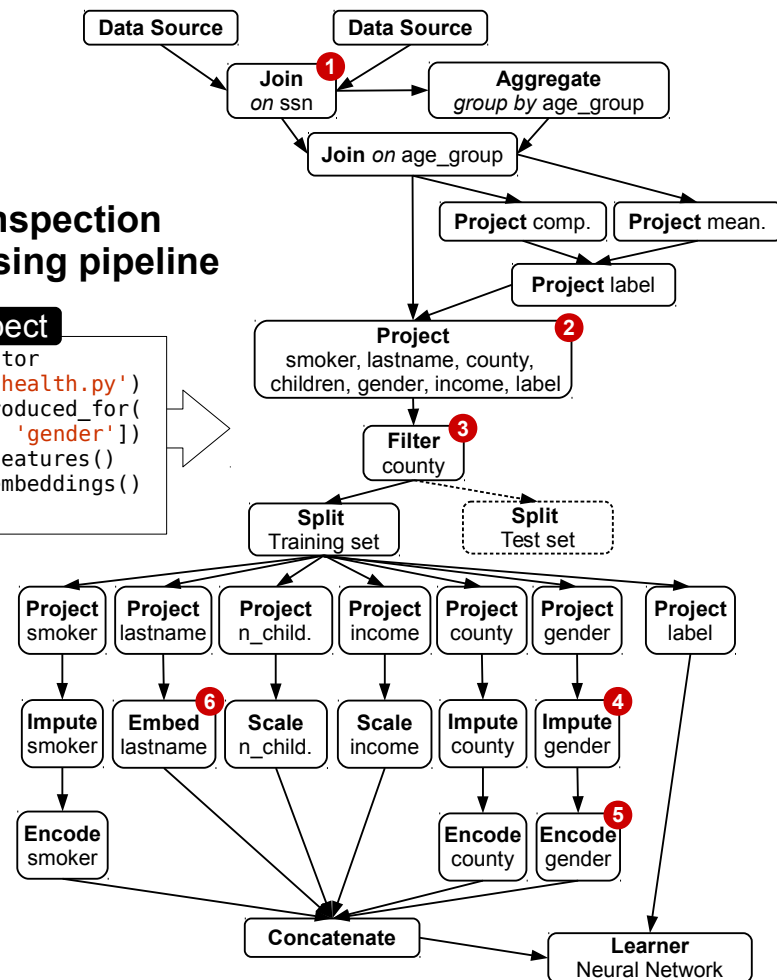 Data Source
Data Source
1
Join
on ssn
Aggregate
group by age_group
Join on age_group
Project comp.
Project mean.
Project label
2
Project
smoker, lastname, county,
children, gender, income, label
3
Filter
county
Split
Training set
Split
Test set
Project
smoker
Project
lastname
Project
n_child.
Project
income
Project
county
Project
gender
Project
label
Impute
smoker
6
Embed
lastname
Scale
n_child.
Scale
income
Impute
county
4
Impute
gender
Encode
smoker
Encode
county
5
Encode
gender
Concatenate
Learner
Neural Network
nspection
sing pipeline
pect
tor
health.py')
oduced_for(
'gender'])
eatures()
mbeddings()